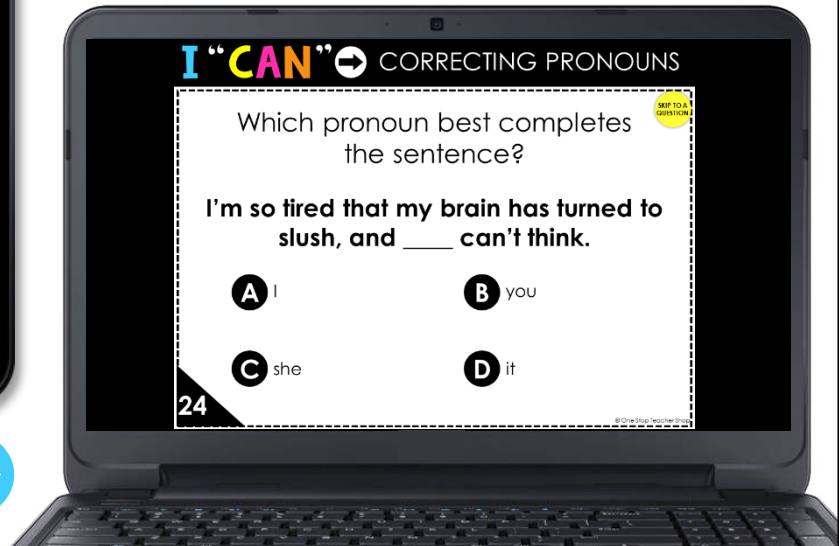 I “CAN” CORRECTING PRONOUNS
SKIP TO A
QUESTION
Which pronoun best completes
the sentence?
I’m so tired that my brain has turned to
slush, and ____ can’t think.
A I
B you
C she
D it
24
© One Stop Teacher Shop